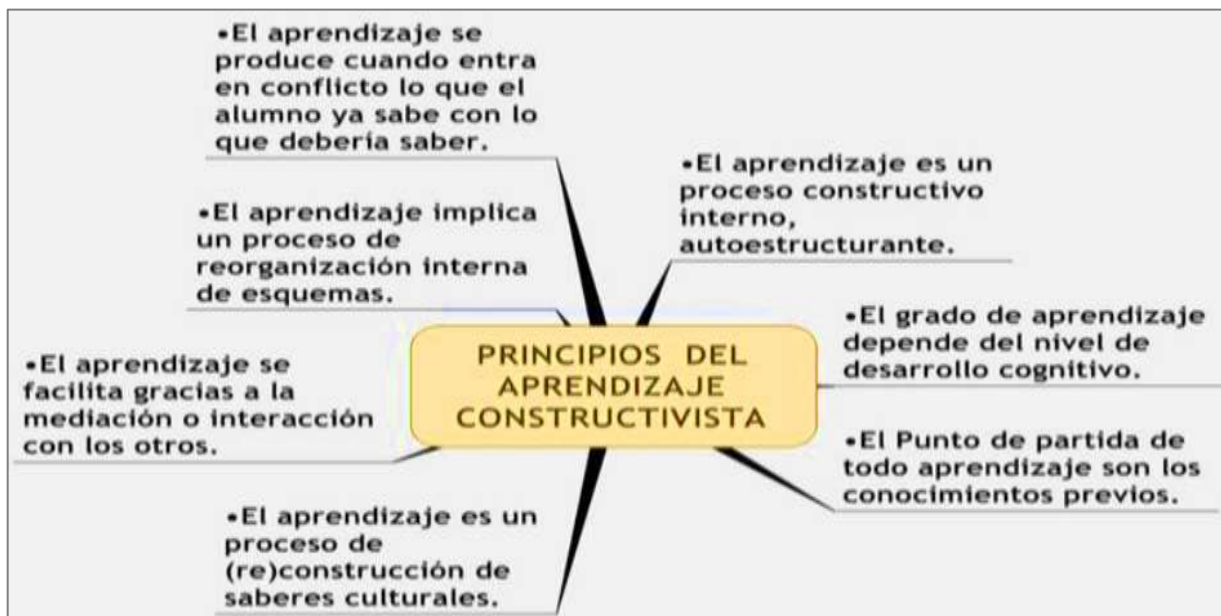 •El aprendizaje se
produce cuando entra
en conflicto lo que el
alumno ya sabe con lo
que debería saber.
•El aprendizaje es un
proceso constructivo
interno,
autoestructurante.
•El aprendizaje implica
un proceso de
reorganización interna
de esquemas.
•El grado de aprendizaje
depende del nivel de
desarrollo cognitivo.
PRINCIPIOS DEL
APRENDIZAJE
CONSTRUCTIVISTA
•El aprendizaje se
facilita gracias a la
mediación o interacción
con los otros.
•El Punto de partida de
todo aprendizaje son los
conocimientos previos.
•El aprendizaje es un
proceso de
(re)construcción de
saberes culturales.